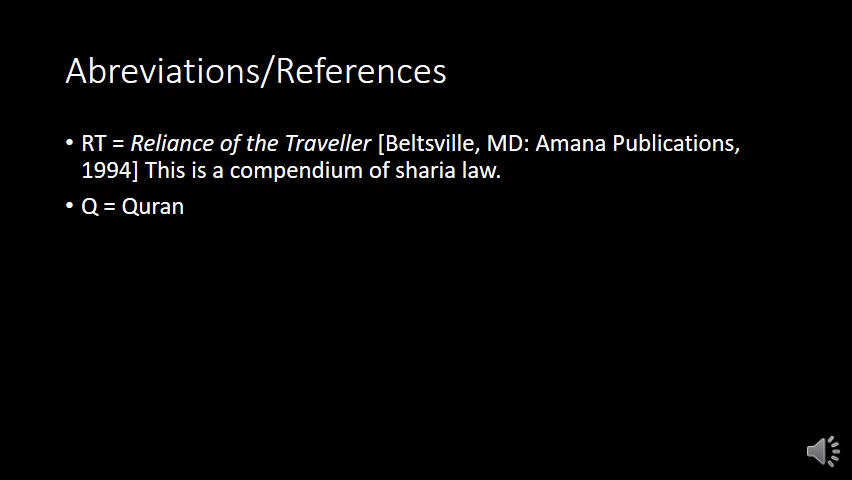 Abreviations/References
• RT = Reliance of the Traveller [Beltsville, MD: Amana Publications,
1994] This is a compendium of sharia law.
• Q = Quran